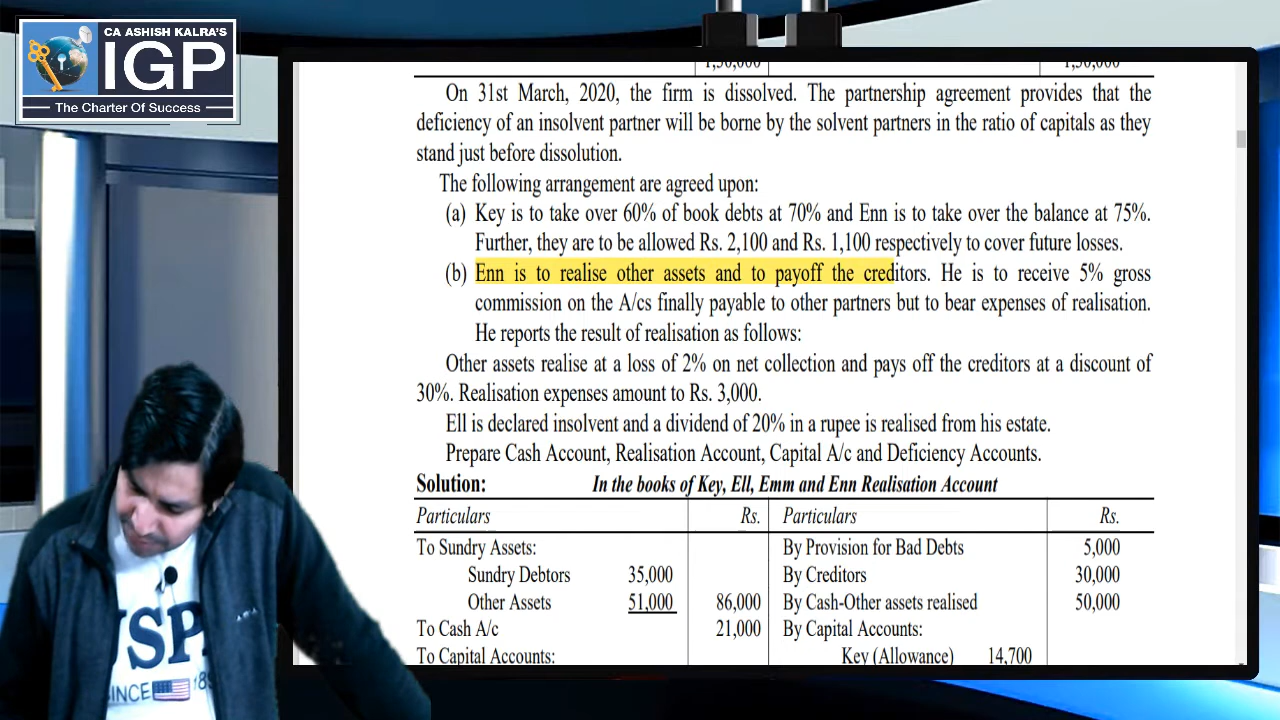 CA ASHISH KALRA'S
IGP
The Charter Of Success
1,50,000 1,50,000
On 31st March, 2020, the firm is dissolved. The partnership agreement provides that the
deficiency of an insolvent partner will be borne by the solvent partners in the ratio of capitals as they
stand just before dissolution.
The following arrangement are agreed upon:
(a) Key is to take over 60% of book debts at 70% and Enn is to take over the balance at 75%.
Further, they are to be allowed Rs. 2,100 and Rs. 1,100 respectively to cover future losses.
(b) Enn is to realise other assets and to payoff the creditors. He is to receive 5% gross
commission on the A/cs finally payable to other partners but to bear expenses of realisation.
He reports the result of realisation as follows:
Other assets realise at a loss of 2% on net collection and pays off the creditors at a discount of
30%. Realisation expenses amount to Rs. 3,000.
Ell is declared insolvent and a dividend of 20% in a rupee is realised from his estate.
Prepare Cash Account, Realisation Account, Capital A/c and Deficiency Accounts.
Solution: In the books of Key, Ell, Emm and Enn Realisation Account
Particulars Rs. Particulars Rs.
To Sundry Assets: By Provision for Bad Debts 5,000
Sundry Debtors 35,000 By Creditors 30,000
Other Assets 51,000 86,000 By Cash-Other assets realised 50,000
To Cash A/c 21,000 By Capital Accounts:
To Capital Accounts: Key (Allowance) 14,700
USPA
SINCE 189